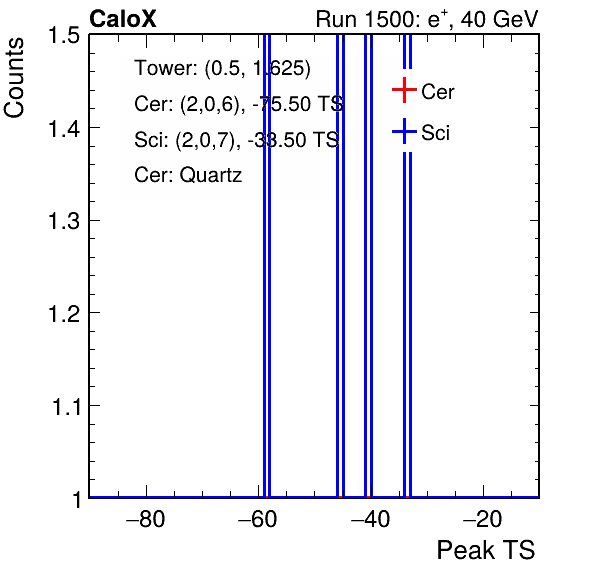 CaloX Run 1500: e⁺, 40 GeV
Counts
Tower: (0.5, 1.625)
Cer: (2,0,6), -75.50 TS
Sci: (2,0,7), -33.50 TS
Cer: Quartz
Cer
Sci
1.5
1.4
1.3
1.2
1.1
1
−80 −60 −40 −20
Peak TS